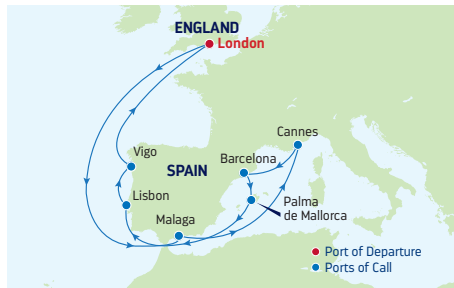 ENGLAND
London
Cannes
Vigo
Barcelona
SPAIN
Lisbon
Palma
de Mallorca
Malaga
Port of Departure
Ports of Call